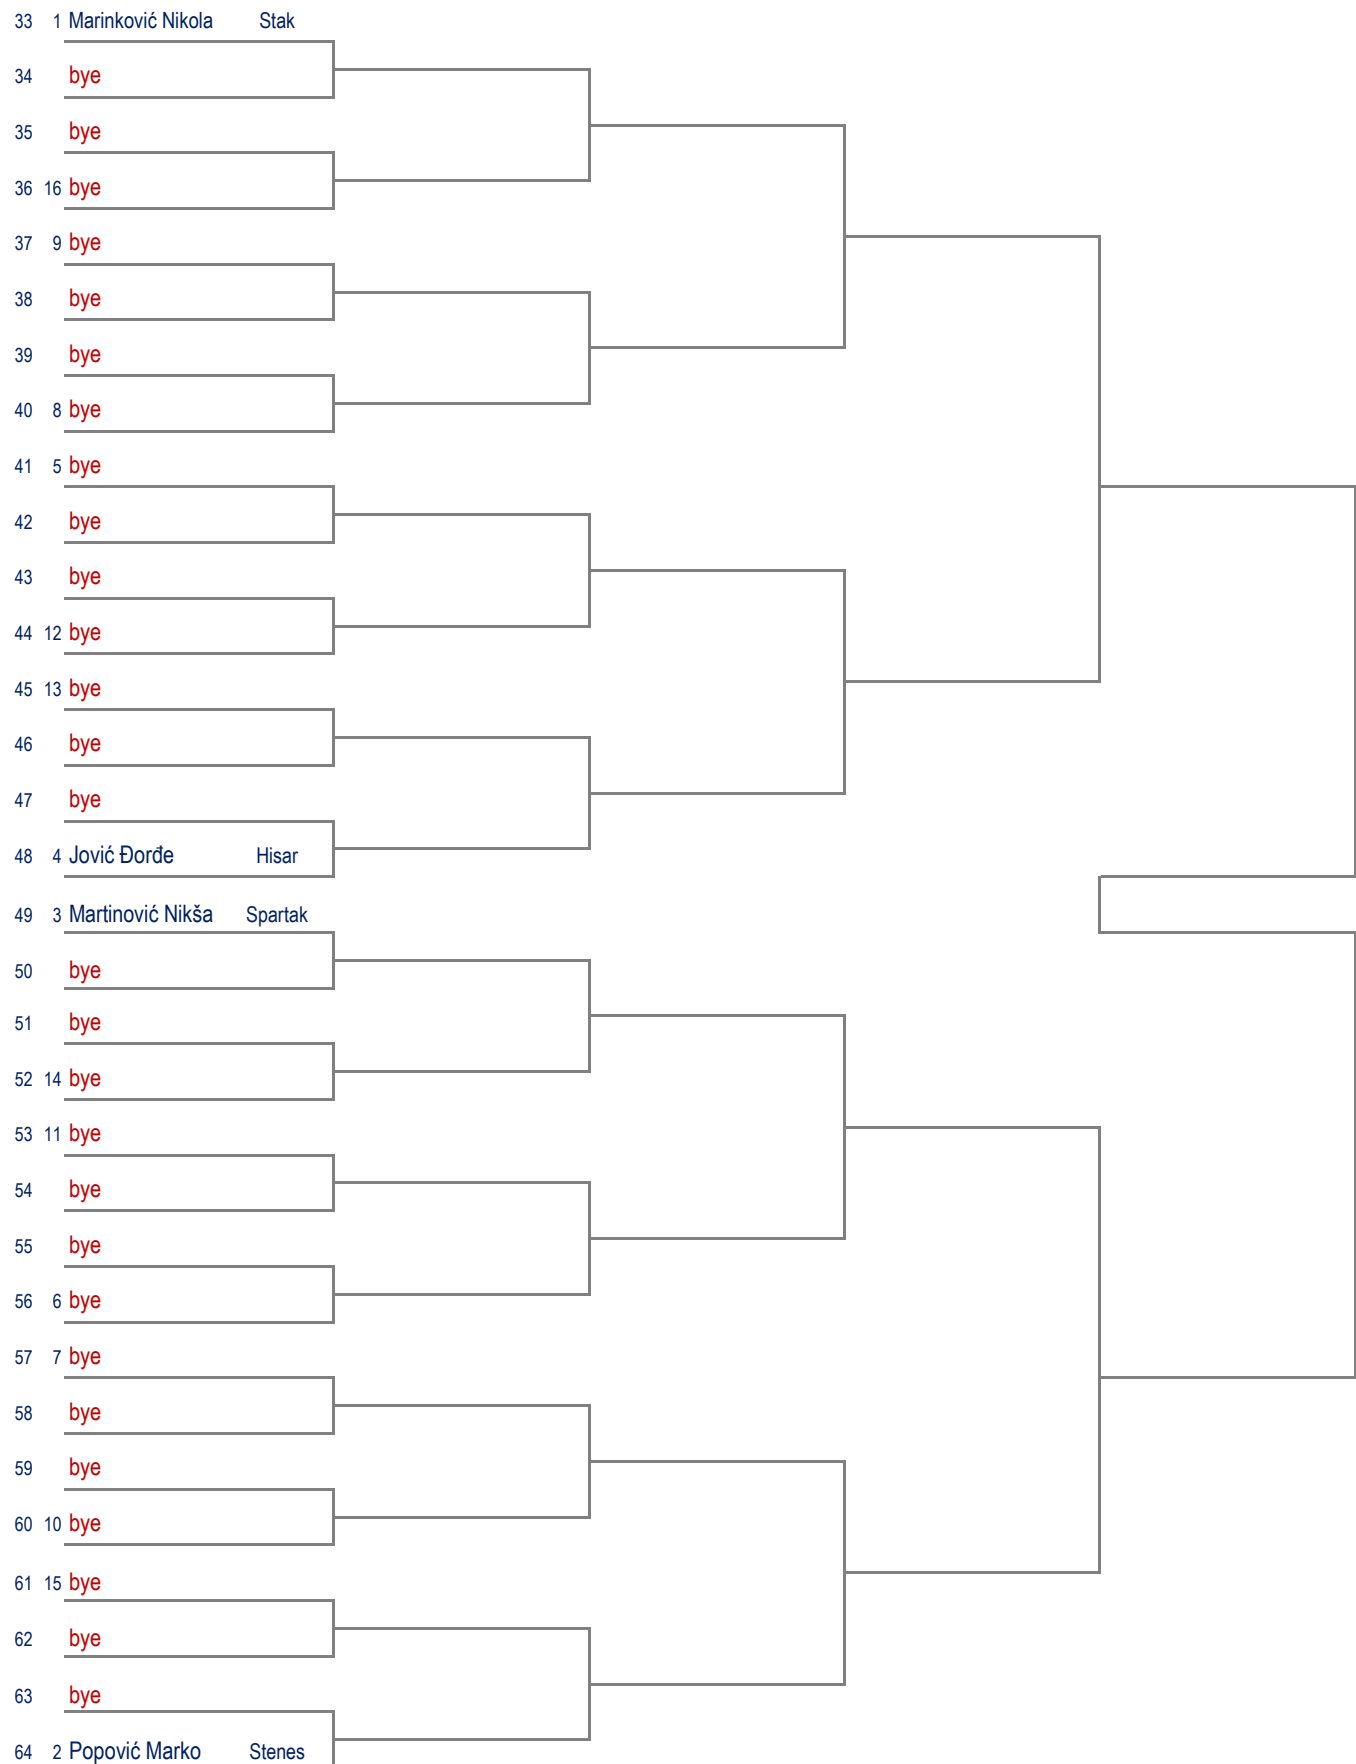 33 1 Marinković Nikola Stak
34 bye
35 bye
36 16 bye
37 9 bye
38 bye
39 bye
40 8 bye
41 5 bye
42 bye
43 bye
44 12 bye
45 13 bye
46 bye
47 bye
48 4 Jović Đorđe Hisar
49 3 Martinović Nikša Spartak
50 bye
51 bye
52 14 bye
53 11 bye
54 bye
55 bye
56 6 bye
57 7 bye
58 bye
59 bye
60 10 bye
61 15 bye
62 bye
63 bye
64 2 Popović Marko Stenes